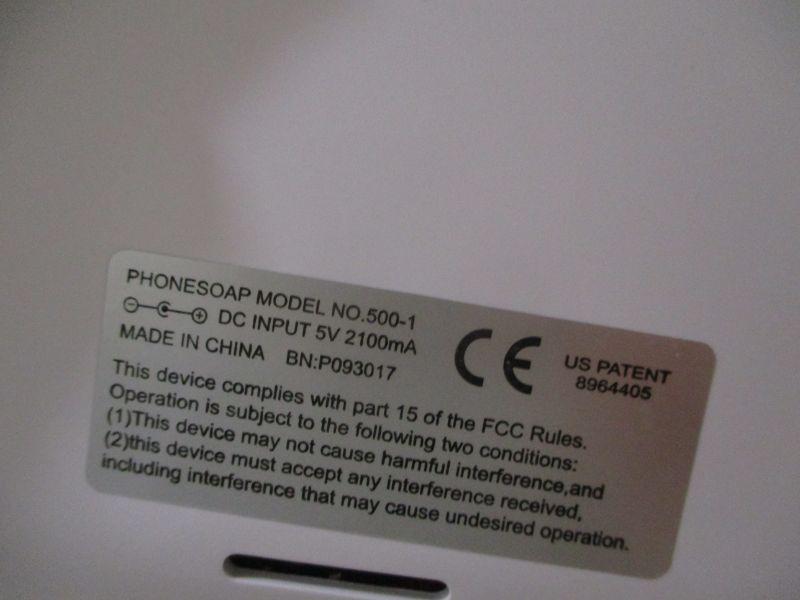 PHONESOAP MODEL NO.500-1
DC INPUT 5V 2100mA
MADE IN CHINA BN:P093017
CE
US PATENT
8964405
This device complies with part 15 of the FCC Rules.
Operation is subject to the following two conditions:
(1)This device may not cause harmful interference,and
(2)this device must accept any interference received,
including interference that may cause undesired operation.